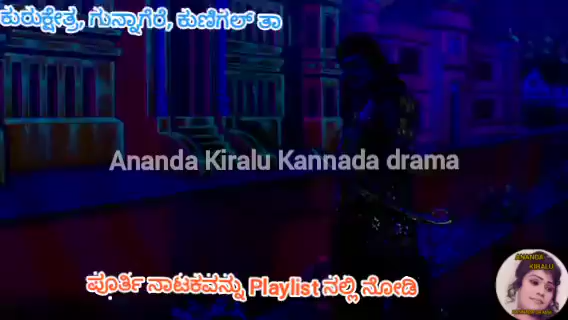 ಕುರುಕ್ಷೇತ್ರ, ಗುನ್ನಾಗೆರೆ, ಕುಣಿಗಲ್ ತಾ
Ananda Kiralu Kannada drama
ಪೂರ್ತಿ ನಾಟಕವನ್ನು Playlist ನಲ್ಲಿ ನೋಡಿ
ANANDA
KIRALU